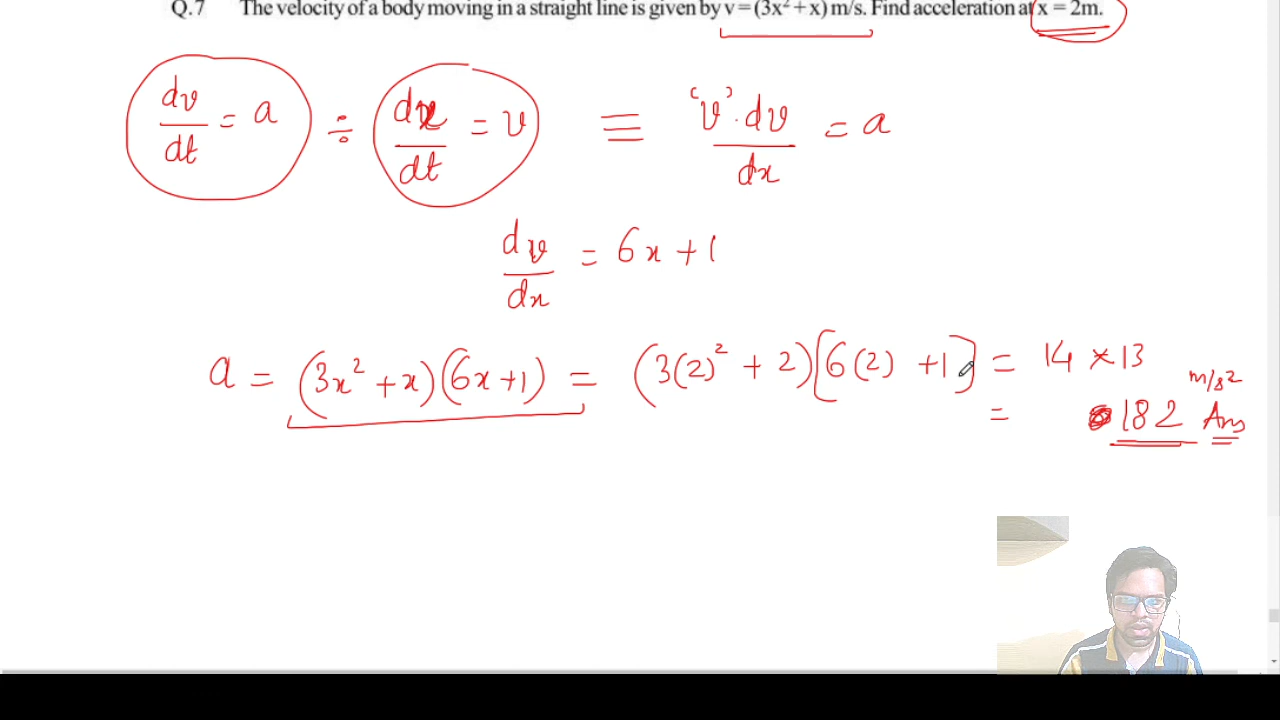 Q.7 The velocity of a body moving in a straight line is given by v = (3x² + x) m/s. Find acceleration at x = 2m.
dv/dt = a ÷ dx/dt = v ≡ 'v'·dv/dx = a
dv/dx = 6x + 1
a = (3x² + x)(6x + 1) = (3(2)² + 2)[6(2) + 1] = 14 × 13
= 182 m/s² Ans